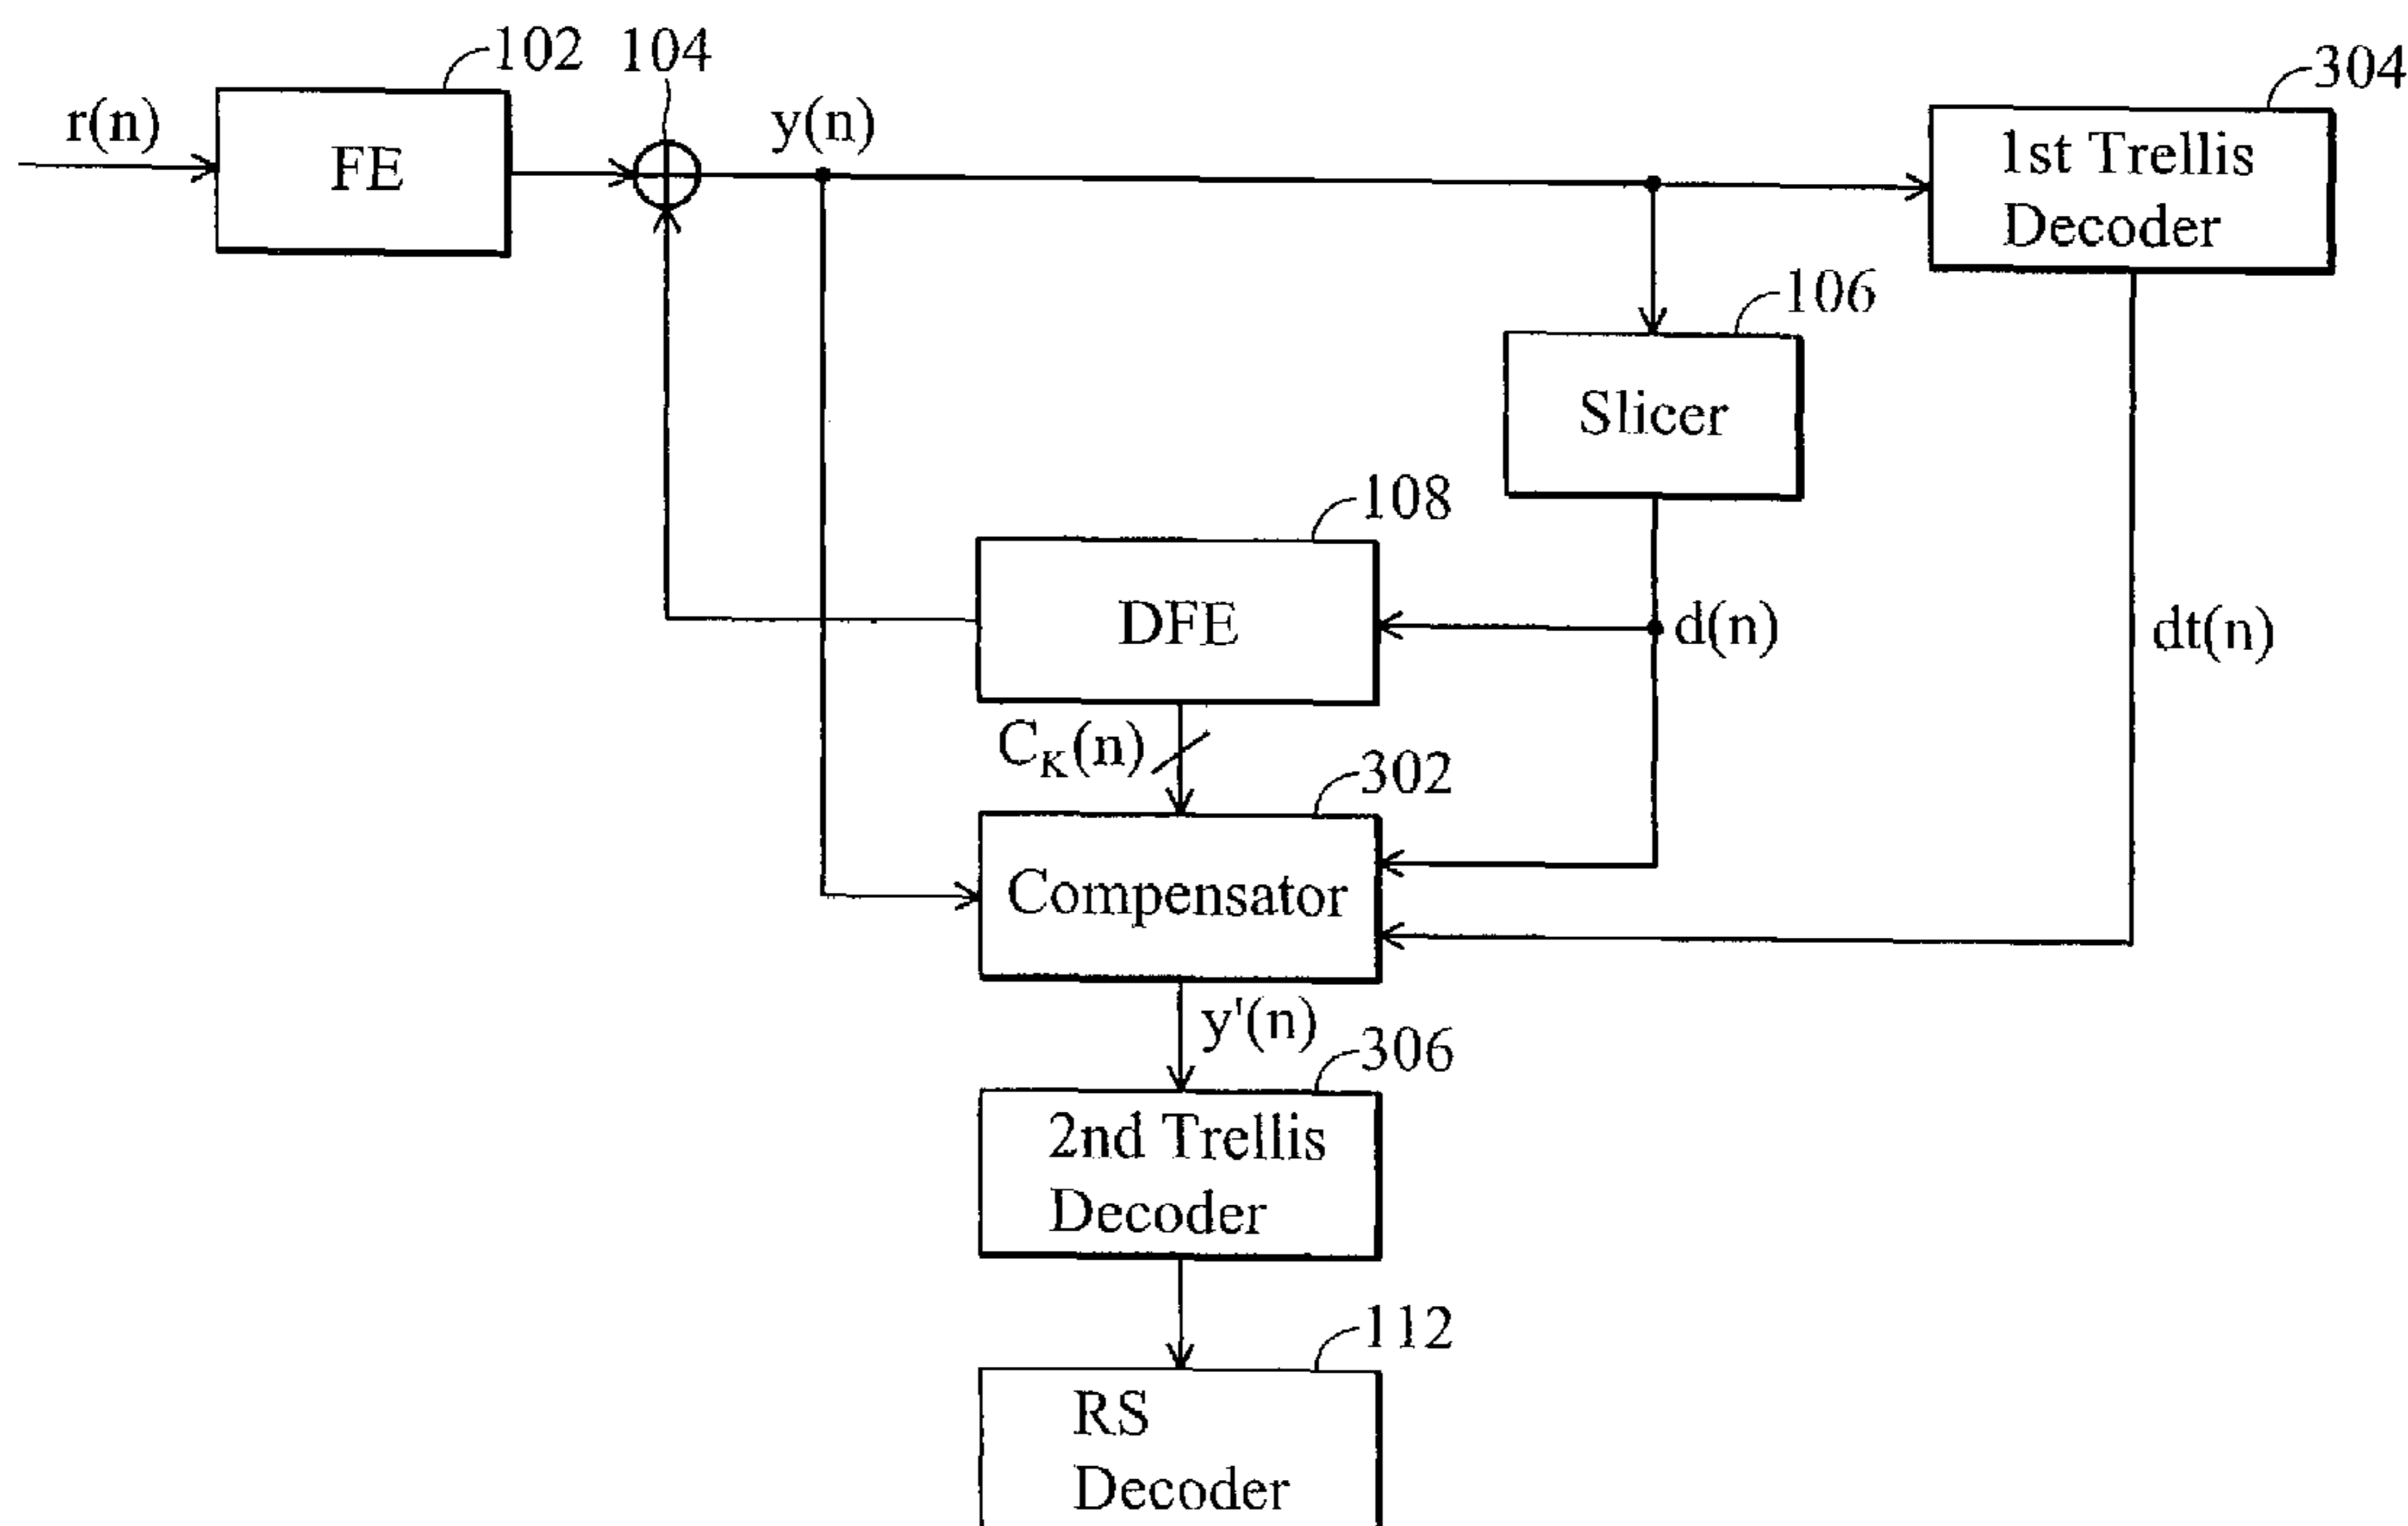 102
104
304
r(n)
FE
y(n)
1st Trellis
Decoder
106
Slicer
108
DFE
d(n)
dt(n)
C_K(n)
302
Compensator
y'(n)
306
2nd Trellis
Decoder
112
RS
Decoder